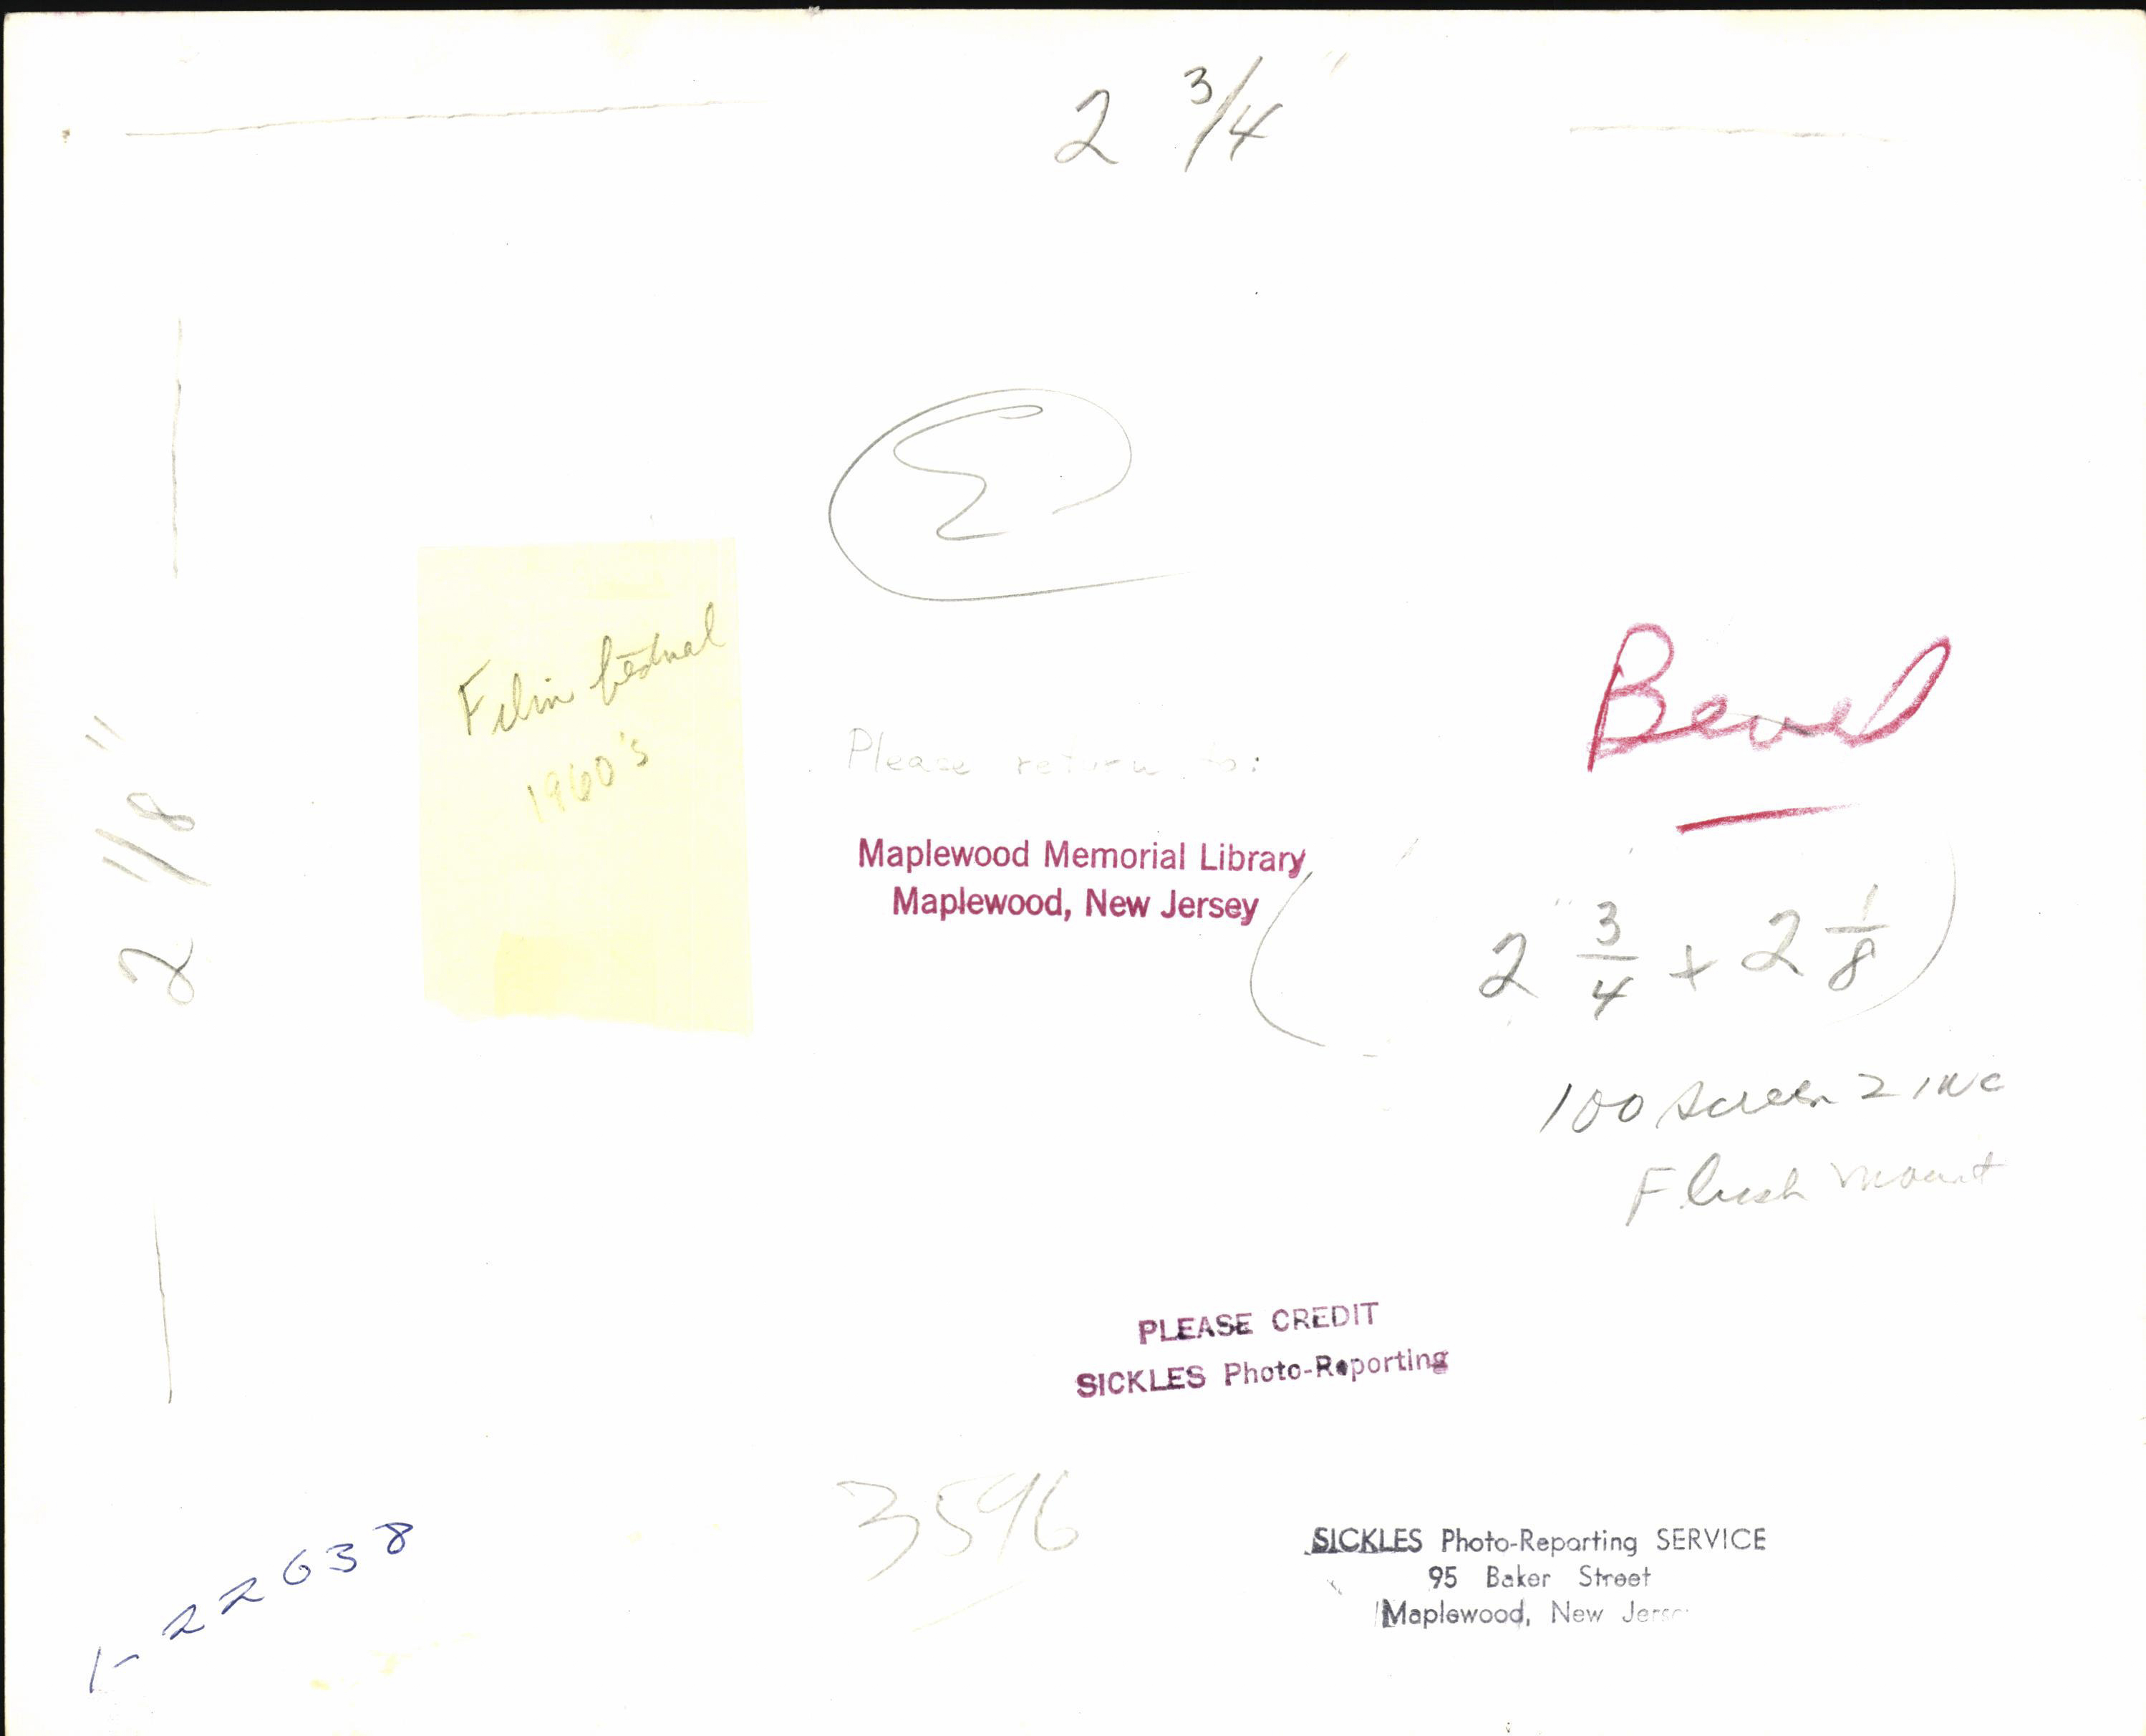 2 3/4 "
2 1/8 "
E
Film festival
1960's
Please return to:
Maplewood Memorial Library
Maplewood, New Jersey
Bevel
2 3/4 x 2 1/8
100 screen zinc
Flush mount
PLEASE CREDIT
SICKLES Photo-Reporting
3596
1-22638
SICKLES Photo-Reporting SERVICE
95 Baker Street
Maplewood, New Jersey